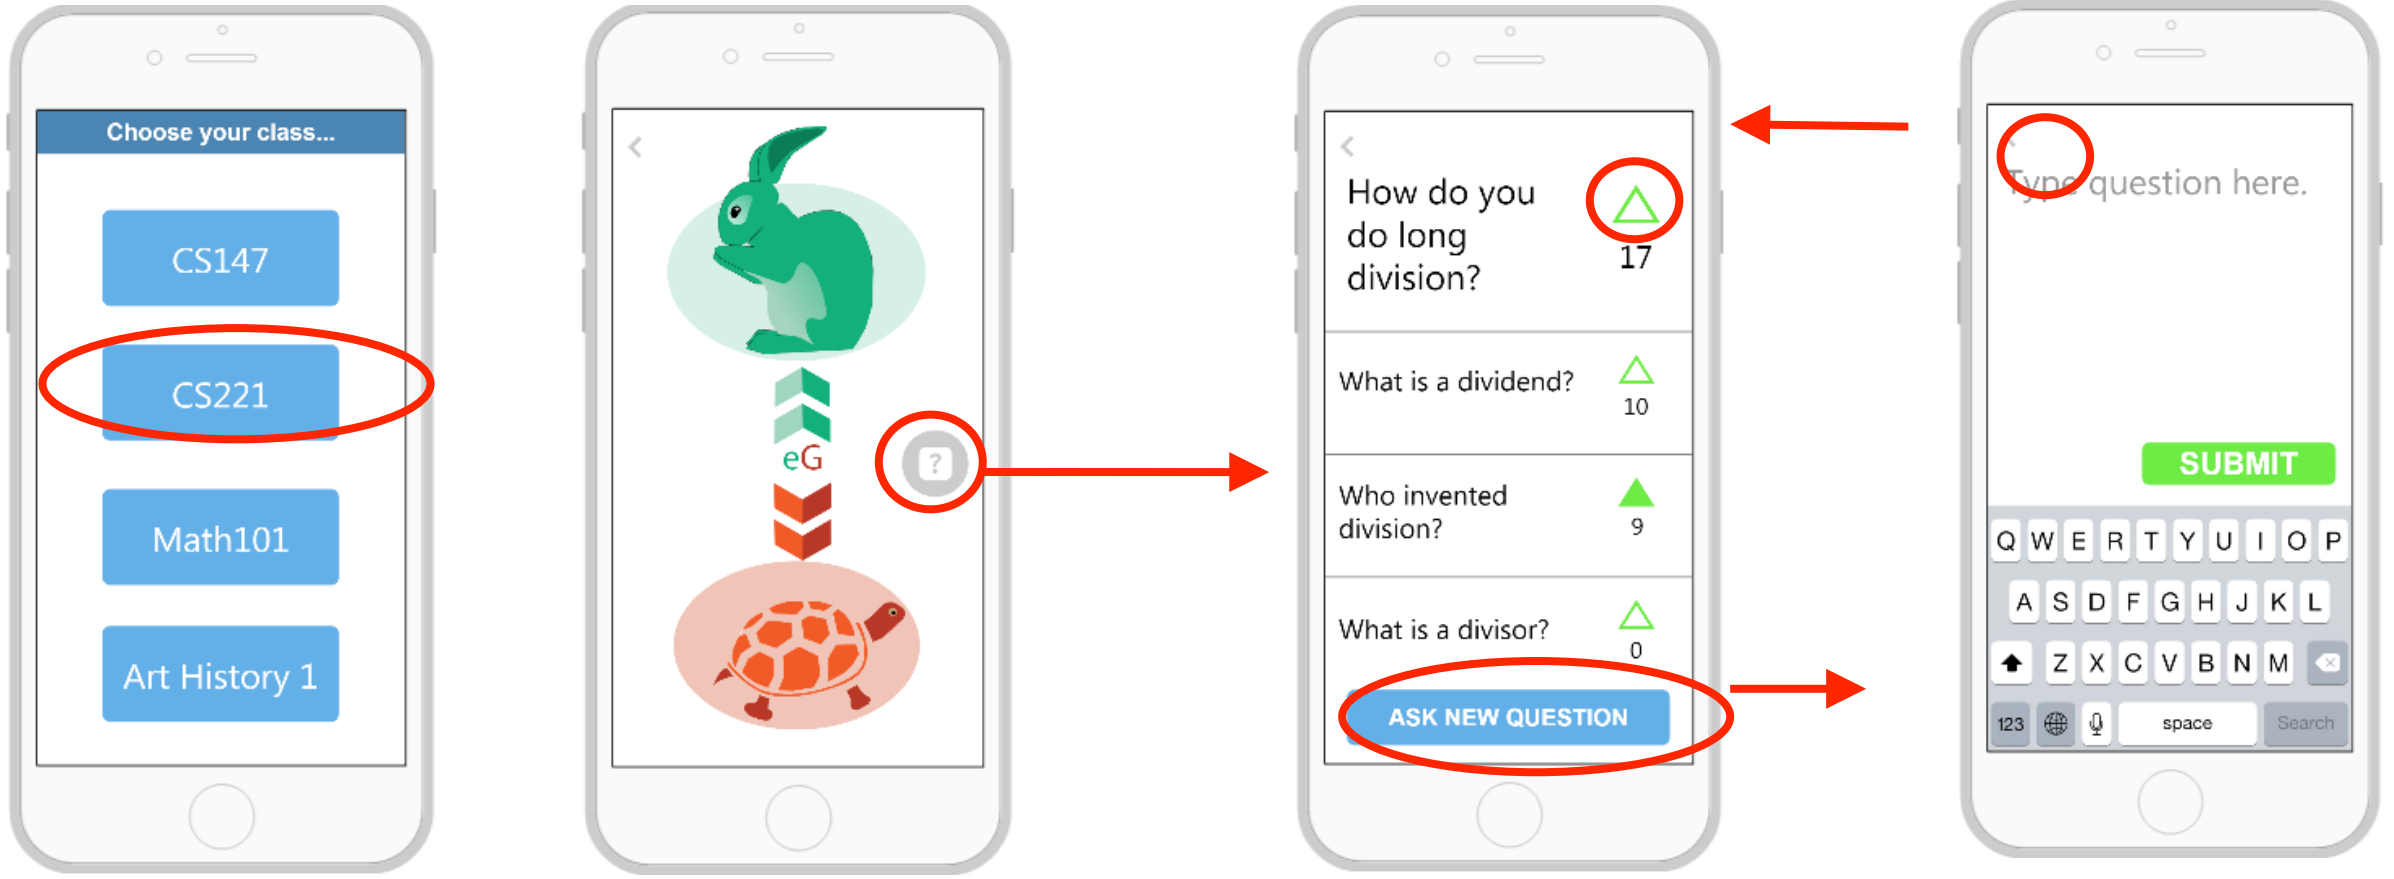 Choose your class...
CS147
CS221
Math101
Art History 1
eG
?
How do you
do long
division?
17
What is a dividend?
10
Who invented
division?
9
What is a divisor?
0
ASK NEW QUESTION
Type question here.
SUBMIT
Q W E R T Y U I O P
A S D F G H J K L
Z X C V B N M
123 space Search